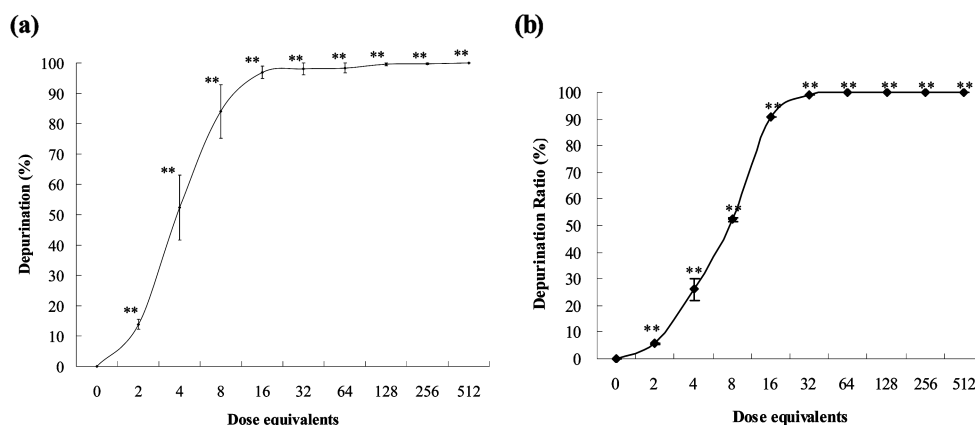 (a)
Depurination (%)
100
90
80
70
60
50
40
30
20
10
0
** ** ** ** ** ** ** ** **
0 2 4 8 16 32 64 128 256 512
Dose equivalents
(b)
Depurination Ratio (%)
100
90
80
70
60
50
40
30
20
10
0
** ** ** ** ** ** ** ** **
0 2 4 8 16 32 64 128 256 512
Dose equivalents